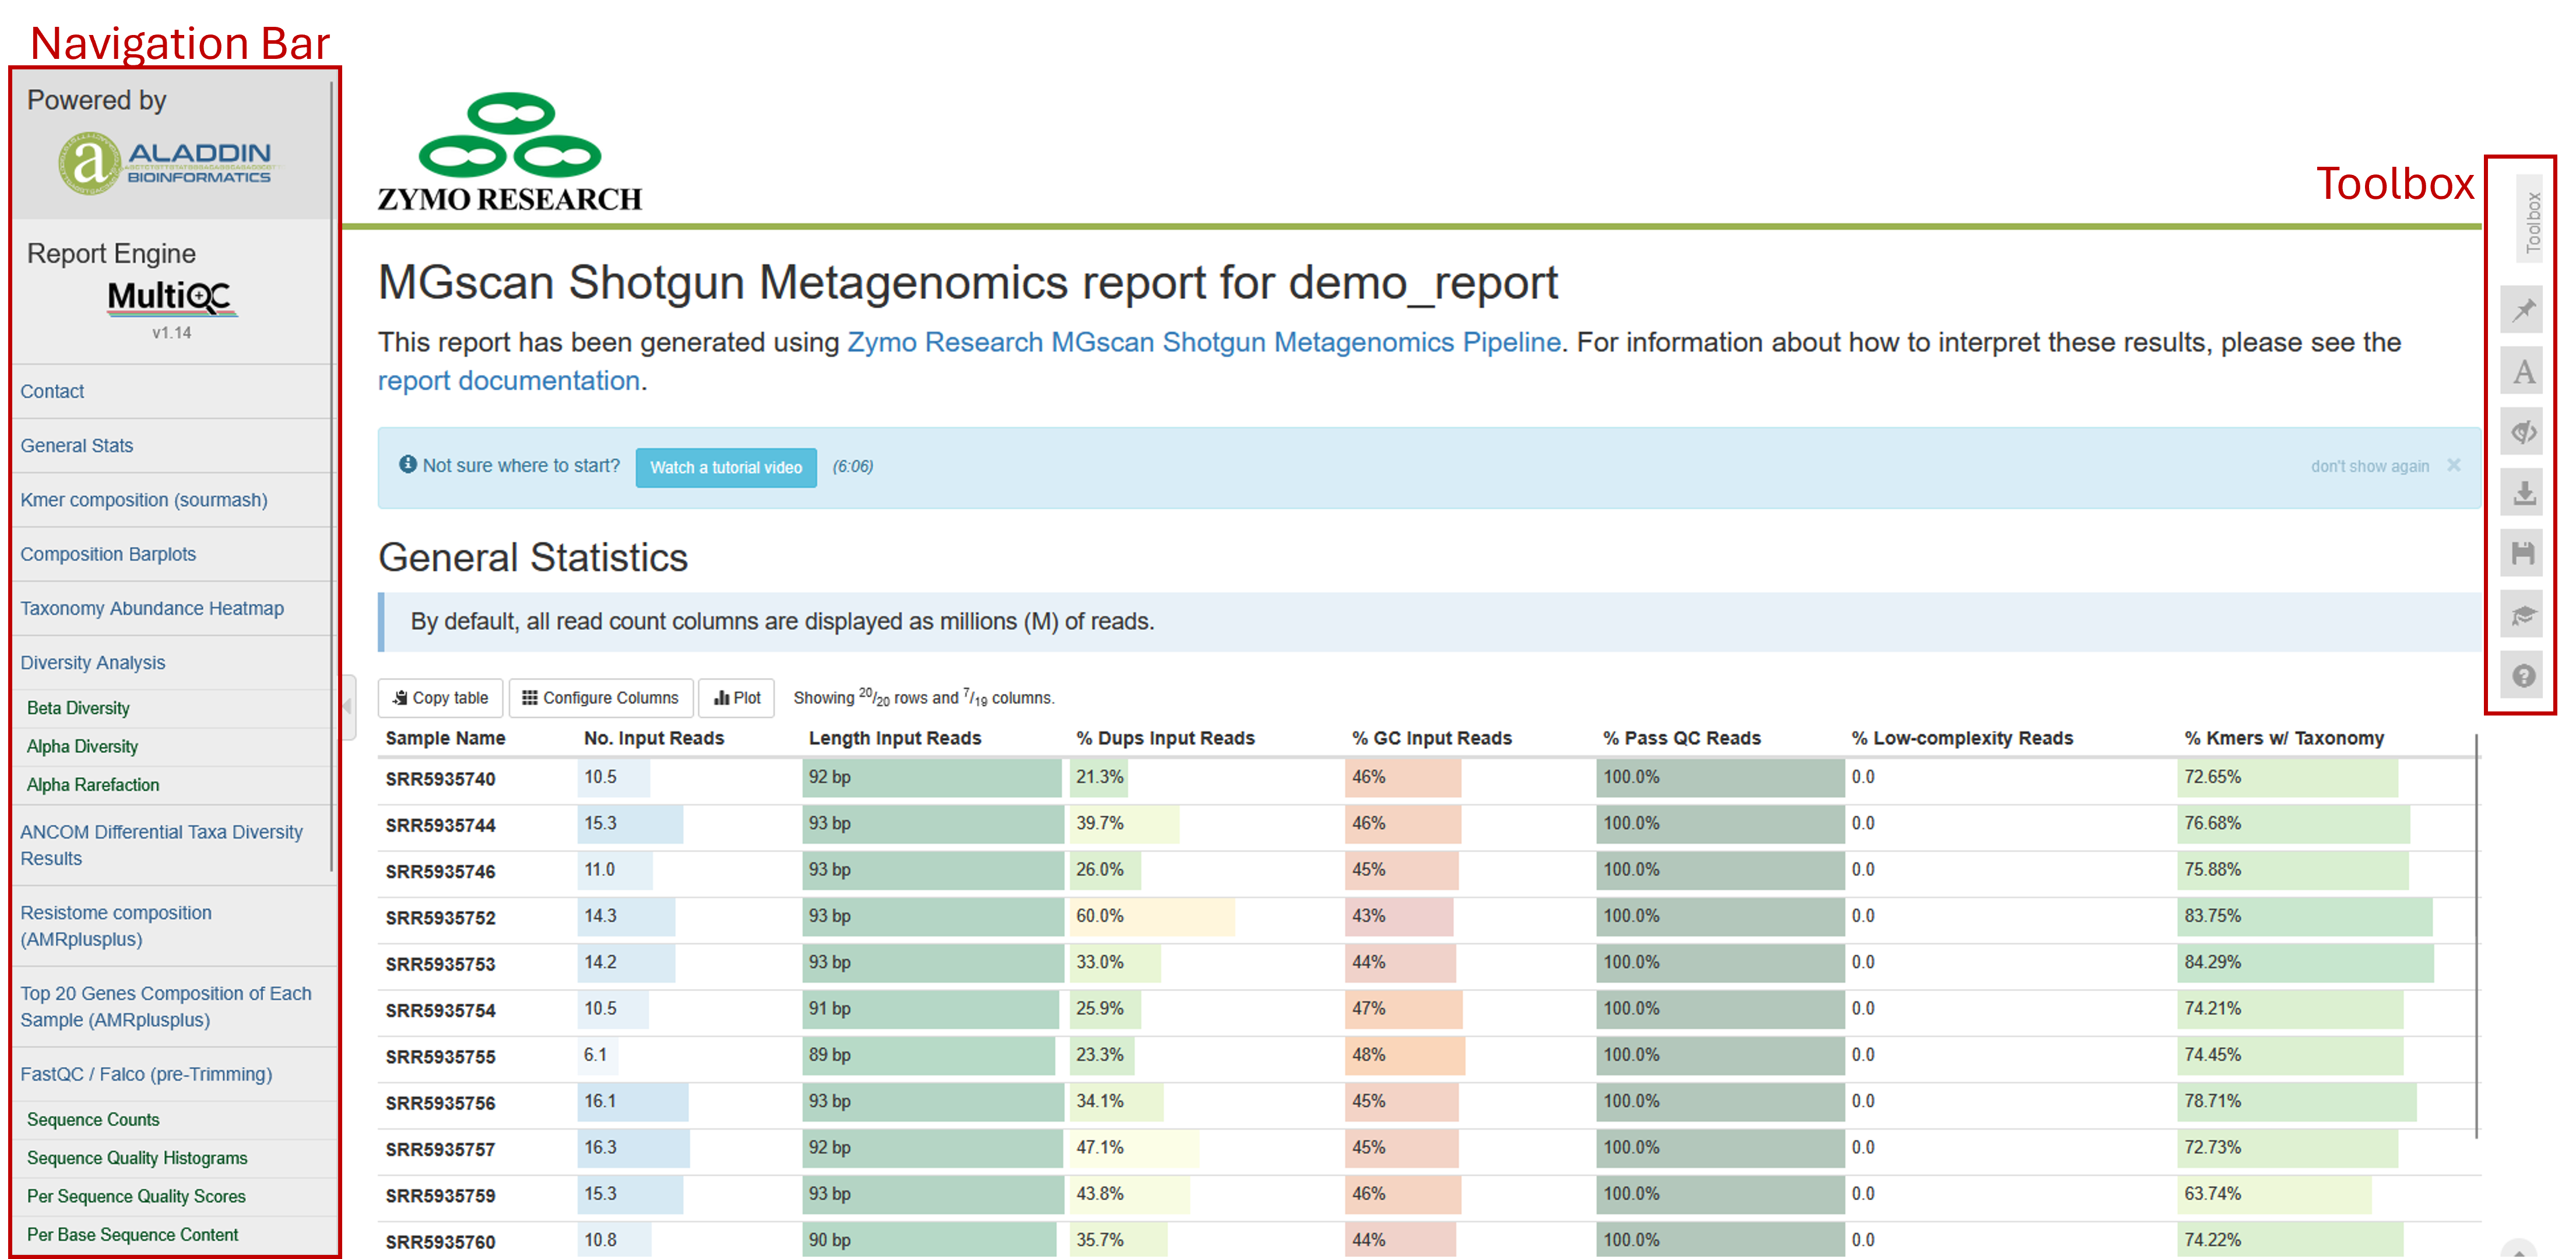 Navigation Bar
Powered by
a ALADDIN
BIOINFORMATICS
Report Engine
MultiQC
v1.14
Contact
General Stats
Kmer composition (sourmash)
Composition Barplots
Taxonomy Abundance Heatmap
Diversity Analysis
Beta Diversity
Alpha Diversity
Alpha Rarefaction
ANCOM Differential Taxa Diversity
Results
Resistome composition
(AMRplusplus)
Top 20 Genes Composition of Each
Sample (AMRplusplus)
FastQC / Falco (pre-Trimming)
Sequence Counts
Sequence Quality Histograms
Per Sequence Quality Scores
Per Base Sequence Content
ZYMO RESEARCH
MGscan Shotgun Metagenomics report for demo_report
This report has been generated using Zymo Research MGscan Shotgun Metagenomics Pipeline. For information about how to interpret these results, please see the
report documentation.
Not sure where to start? Watch a tutorial video (6:06) don't show again ×
General Statistics
By default, all read count columns are displayed as millions (M) of reads.
Copy table Configure Columns Plot Showing 20/20 rows and 7/19 columns.
Sample Name No. Input Reads Length Input Reads % Dups Input Reads % GC Input Reads % Pass QC Reads % Low-complexity Reads % Kmers w/ Taxonomy
SRR5935740 10.5 92 bp 21.3% 46% 100.0% 0.0 72.65%
SRR5935744 15.3 93 bp 39.7% 46% 100.0% 0.0 76.68%
SRR5935746 11.0 93 bp 26.0% 45% 100.0% 0.0 75.88%
SRR5935752 14.3 93 bp 60.0% 43% 100.0% 0.0 83.75%
SRR5935753 14.2 93 bp 33.0% 44% 100.0% 0.0 84.29%
SRR5935754 10.5 91 bp 25.9% 47% 100.0% 0.0 74.21%
SRR5935755 6.1 89 bp 23.3% 48% 100.0% 0.0 74.45%
SRR5935756 16.1 93 bp 34.1% 45% 100.0% 0.0 78.71%
SRR5935757 16.3 92 bp 47.1% 45% 100.0% 0.0 72.73%
SRR5935759 15.3 93 bp 43.8% 46% 100.0% 0.0 63.74%
SRR5935760 10.8 90 bp 35.7% 44% 100.0% 0.0 74.22%
Toolbox
Toolbox
A
?